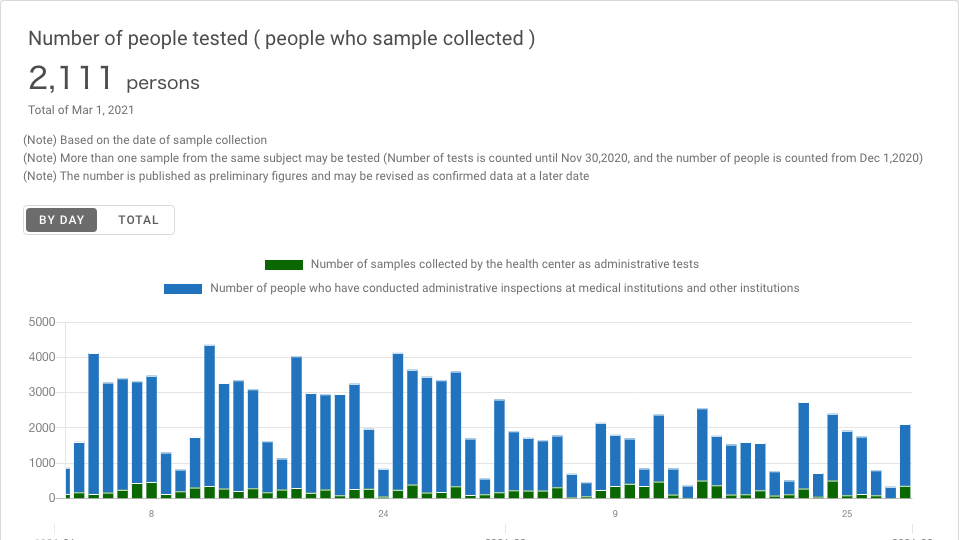 Number of people tested ( people who sample collected )
2,111 persons
Total of Mar 1, 2021
(Note) Based on the date of sample collection
(Note) More than one sample from the same subject may be tested (Number of tests is counted until Nov 30,2020, and the number of people is counted from Dec 1,2020)
(Note) The number is published as preliminary figures and may be revised as confirmed data at a later date
BY DAY TOTAL
Number of samples collected by the health center as administrative tests
Number of people who have conducted administrative inspections at medical institutions and other institutions
5000
4000
3000
2000
1000
0
8 24 9 25